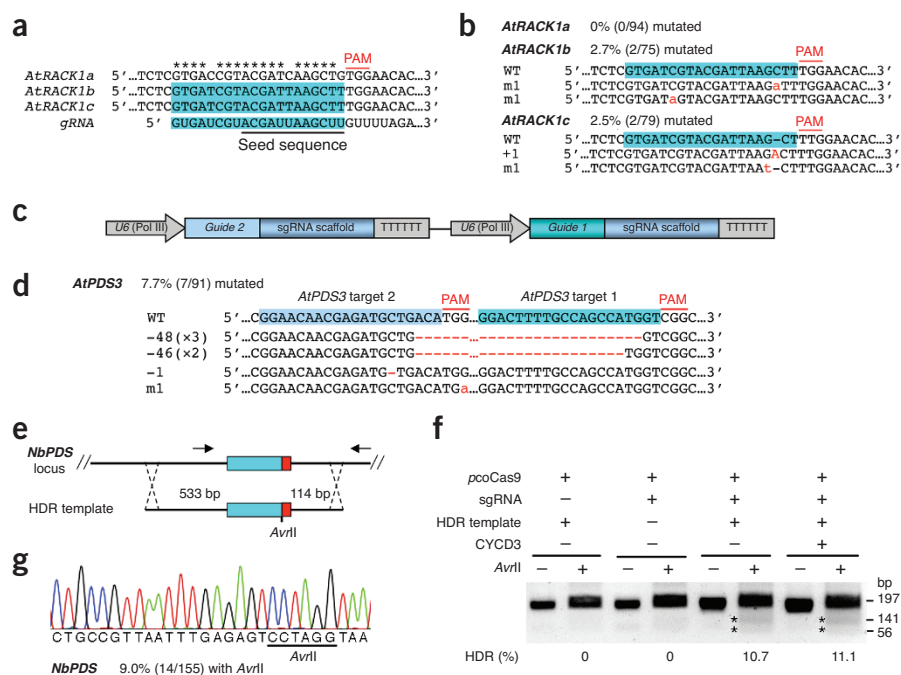 a
**** ******** *****
PAM
AtRACK1a 5′…TCTCGTGACCGTACGATCAAGCTGTGGAACAC…3′
AtRACK1b 5′…TCTCGTGATCGTACGATTAAGCTTTGGAACAC…3′
AtRACK1c 5′…TCTCGTGATCGTACGATTAAGCTTTGGAACAC…3′
gRNA 5′ GUGAUCGUACGAUUAAGCUUGUUUUAGA…3′
Seed sequence
b
AtRACK1a 0% (0/94) mutated
AtRACK1b 2.7% (2/75) mutated
PAM
WT 5′…TCTCGTGATCGTACGATTAAGCTTTGGAACAC…3′
m1 5′…TCTCGTGATCGTACGATTAAGaTTTGGAACAC…3′
m1 5′…TCTCGTGATaGTACGATTAAGCTTTGGAACAC…3′
AtRACK1c 2.5% (2/79) mutated
PAM
WT 5′…TCTCGTGATCGTACGATTAAG–CTTTGGAACAC…3′
+1 5′…TCTCGTGATCGTACGATTAAGACTTTGGAACAC…3′
m1 5′…TCTCGTGATCGTACGATTAAt–CTTTGGAACAC…3′
c
U6 (Pol III) Guide 2 sgRNA scaffold TTTTTT U6 (Pol III) Guide 1 sgRNA scaffold TTTTTT
d
AtPDS3 7.7% (7/91) mutated
AtPDS3 target 2 PAM AtPDS3 target 1 PAM
WT 5′…CGGAACAACGAGATGCTGACATGG…GGACTTTTGCCAGCCATGGTCGGC…3′
–48(×3) 5′…CGGAACAACGAGATGCTG––––––…–––––––––––––––––––GTCGGC…3′
–46(×2) 5′…CGGAACAACGAGATGCTG––––––…–––––––––––––––––TGGTCGGC…3′
–1 5′…CGGAACAACGAGATG–TGACATGG…GGACTTTTGCCAGCCATGGTCGGC…3′
m1 5′…CGGAACAACGAGATGCTGACATGa…GGACTTTTGCCAGCCATGGTCGGC…3′
e
NbPDS
locus
533 bp 114 bp
HDR template
AvrII
f
pcoCas9 + + + +
sgRNA – + + +
HDR template + – + +
CYCD3 – – – +
AvrII – + – + – + – +
bp
197
* * 141
* * 56
HDR (%) 0 0 10.7 11.1
g
CTGCCGTTAATTTGAGAGTCCTAGGTAA
AvrII
NbPDS 9.0% (14/155) with AvrII